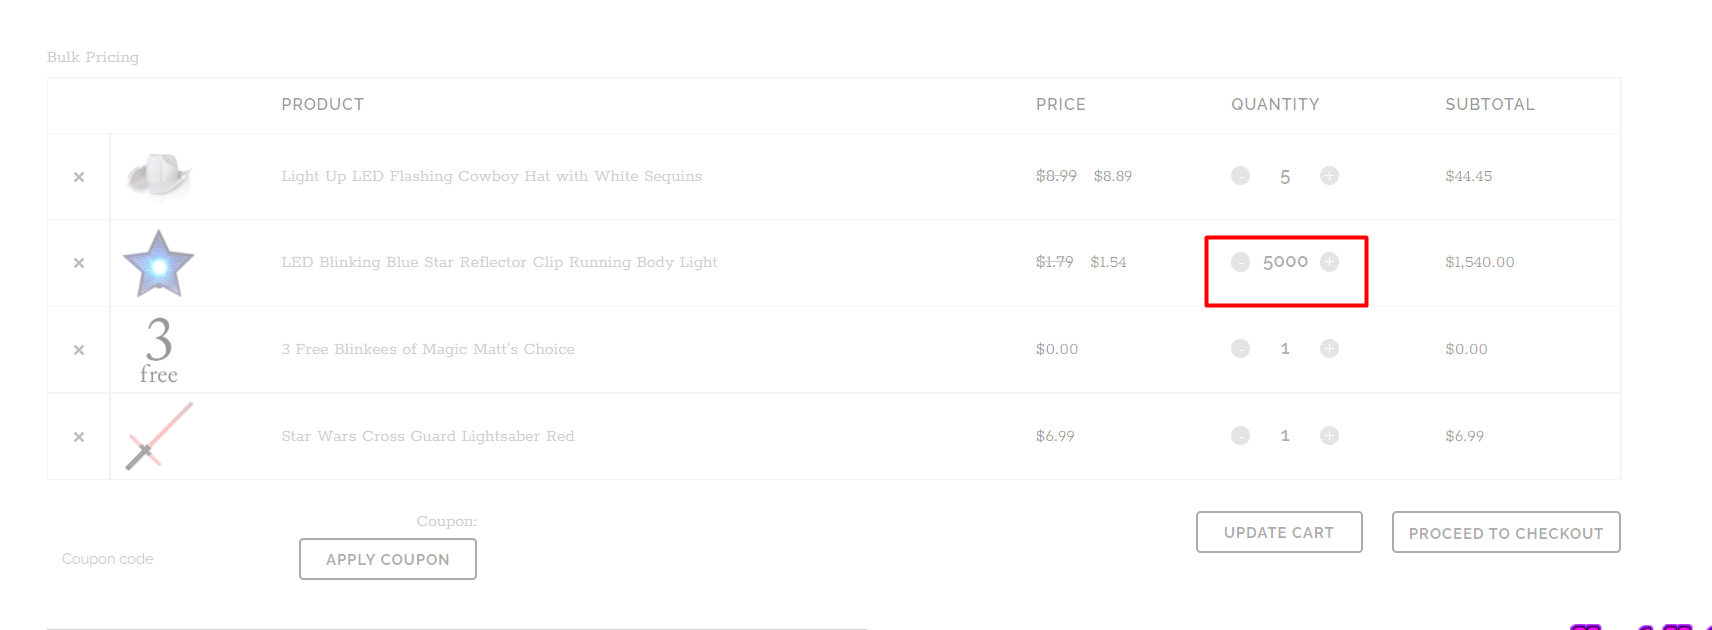 Bulk Pricing
PRODUCT PRICE QUANTITY SUBTOTAL
× Light Up LED Flashing Cowboy Hat with White Sequins $8.99 $8.89 - 5 + $44.45
× LED Blinking Blue Star Reflector Clip Running Body Light $1.79 $1.54 - 5000 + $1,540.00
× 3 free 3 Free Blinkees of Magic Matt's Choice $0.00 - 1 + $0.00
× Star Wars Cross Guard Lightsaber Red $6.99 - 1 + $6.99
Coupon:
Coupon code APPLY COUPON UPDATE CART PROCEED TO CHECKOUT